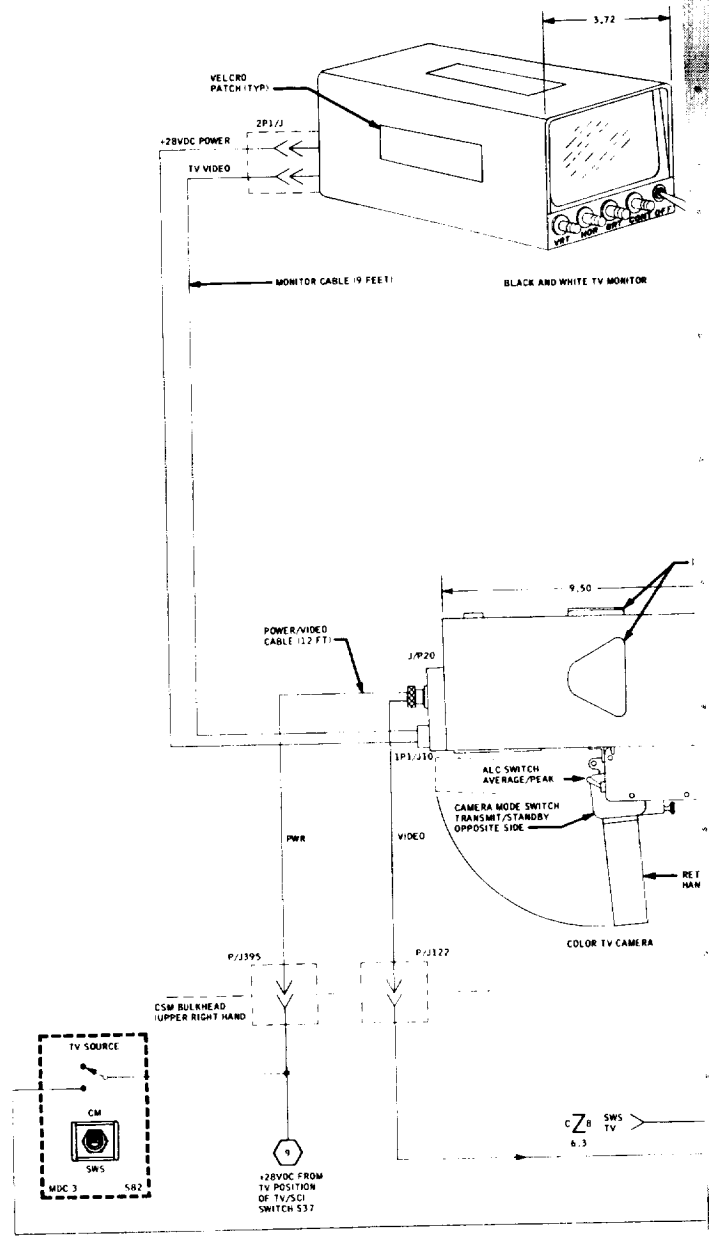 3.72
VELCRO
PATCH (TYP)
2P1/J
+28VDC POWER
TV VIDEO
VRT HOR BRT CONT OFF
MONITOR CABLE (9 FEET)
BLACK AND WHITE TV MONITOR
9.50
POWER/VIDEO
CABLE (12 FT)
J/P20
1P1/J10
ALC SWITCH
AVERAGE/PEAK
CAMERA MODE SWITCH
TRANSMIT/STANDBY
OPPOSITE SIDE
PWR
VIDEO
RET
HAN
COLOR TV CAMERA
P/J395
P/J122
CSM BULKHEAD
(UPPER RIGHT HAND
TV SOURCE
CM
SWS
MDC 3 S82
9
+28VDC FROM
TV POSITION
OF TV/SCI
SWITCH S37
C Z 8 SWS
TV
6.3